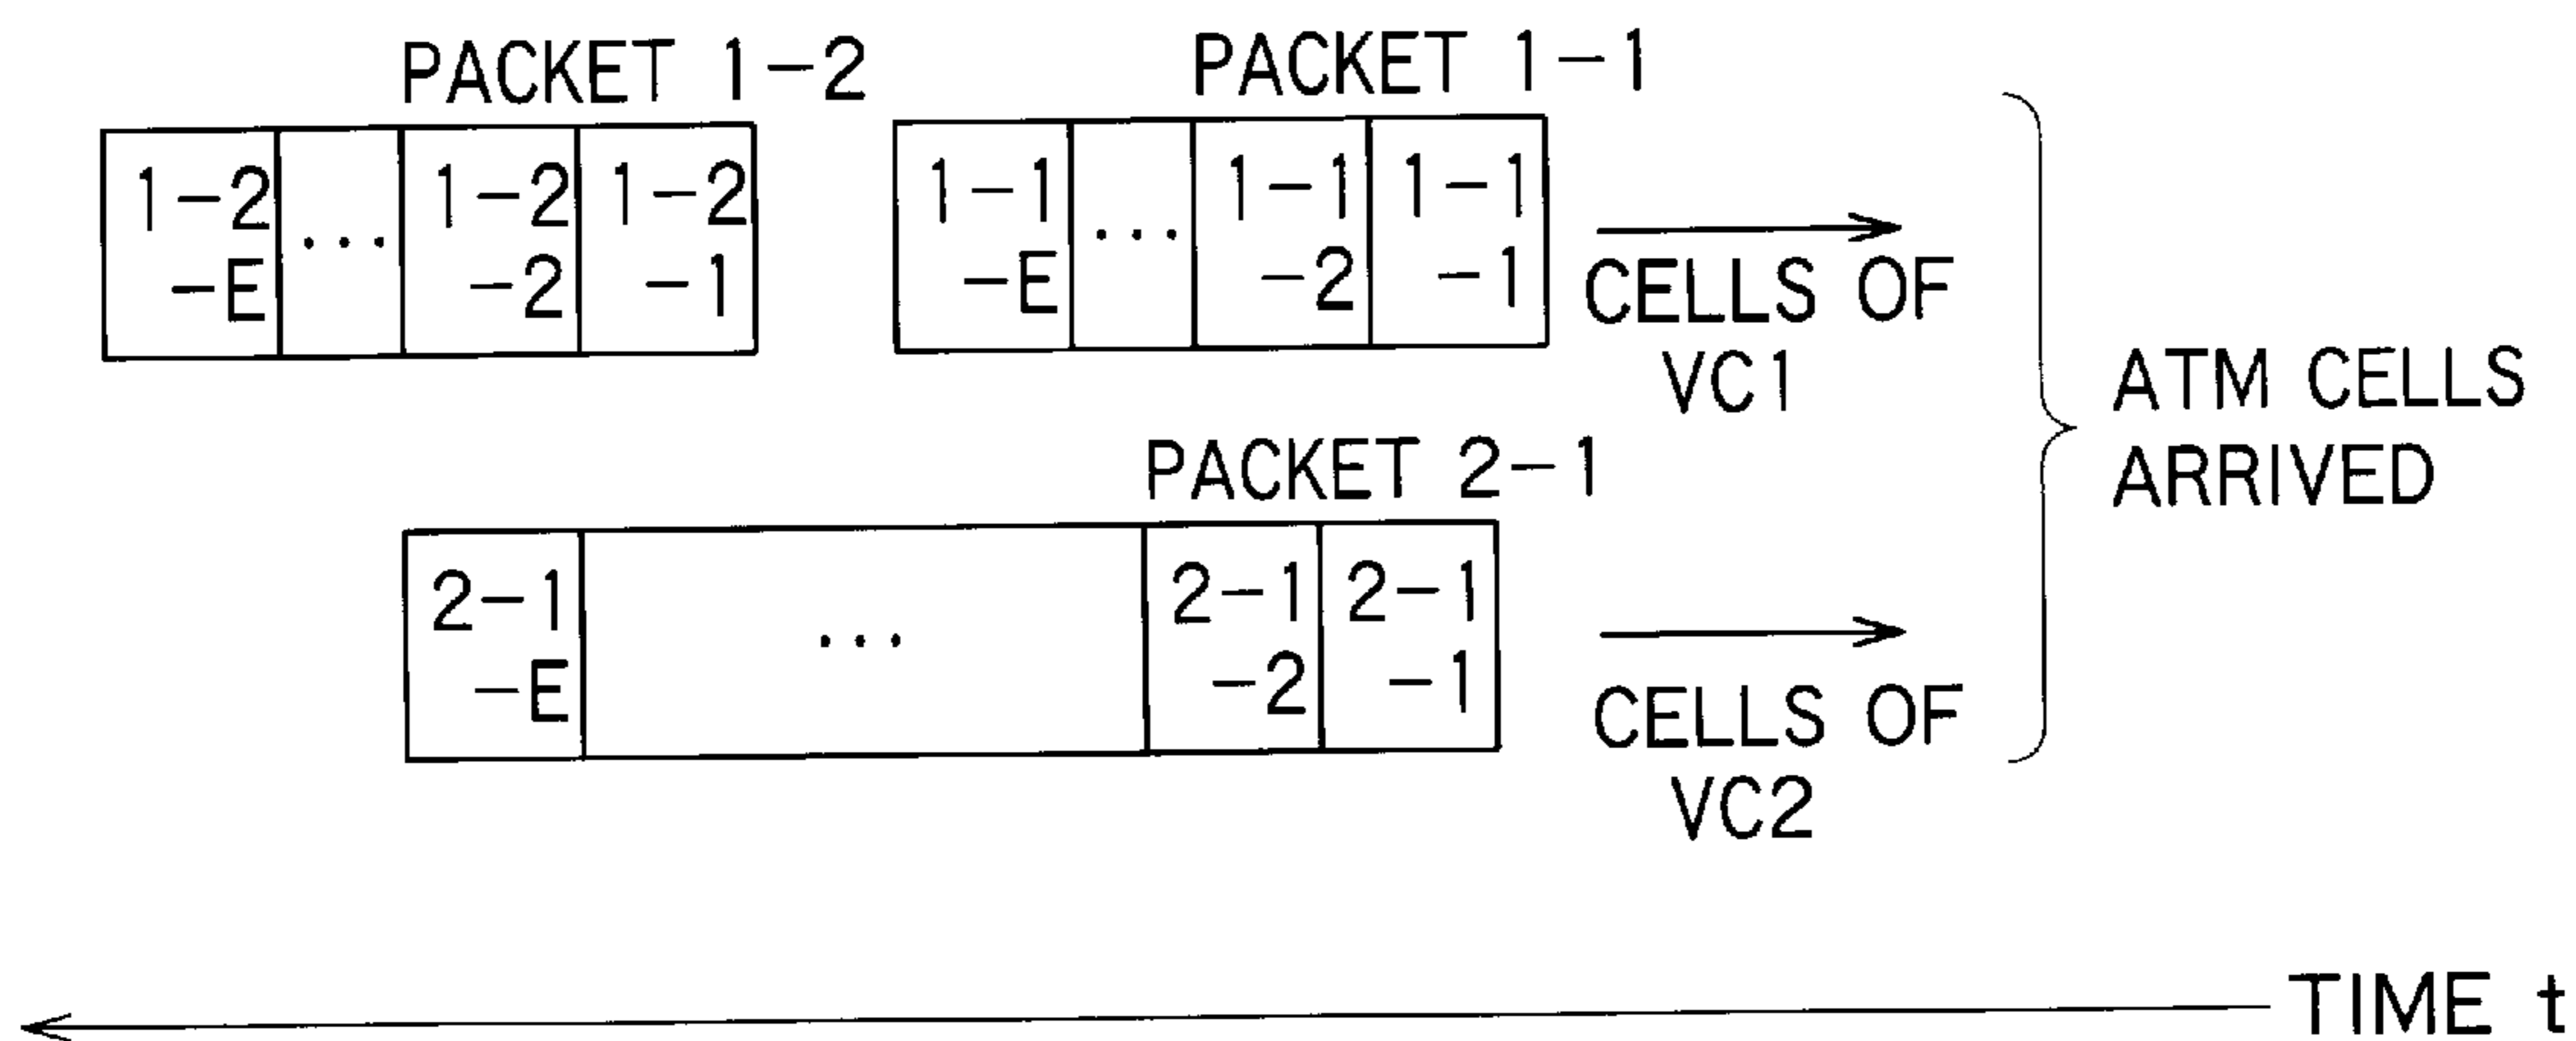 PACKET 1-2
PACKET 1-1
1-2 ... 1-2 1-2
-E -2 -1
1-1 ... 1-1 1-1
-E -2 -1
CELLS OF
VC1
ATM CELLS
ARRIVED
PACKET 2-1
2-1 ... 2-1 2-1
-E -2 -1
CELLS OF
VC2
TIME t